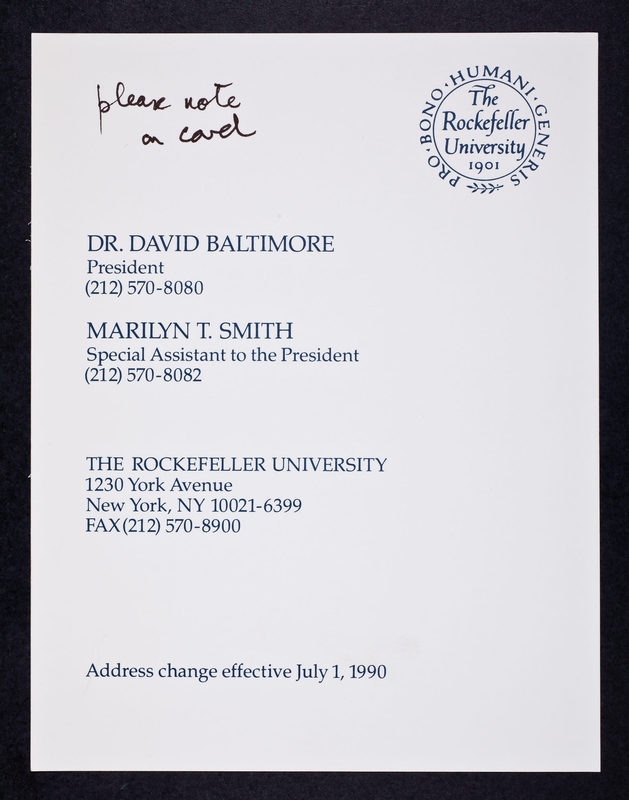 please note
on card
PRO · BONO · HUMANI · GENERIS
The
Rockefeller
University
1901
DR. DAVID BALTIMORE
President
(212) 570-8080
MARILYN T. SMITH
Special Assistant to the President
(212) 570-8082
THE ROCKEFELLER UNIVERSITY
1230 York Avenue
New York, NY 10021-6399
FAX (212) 570-8900
Address change effective July 1, 1990